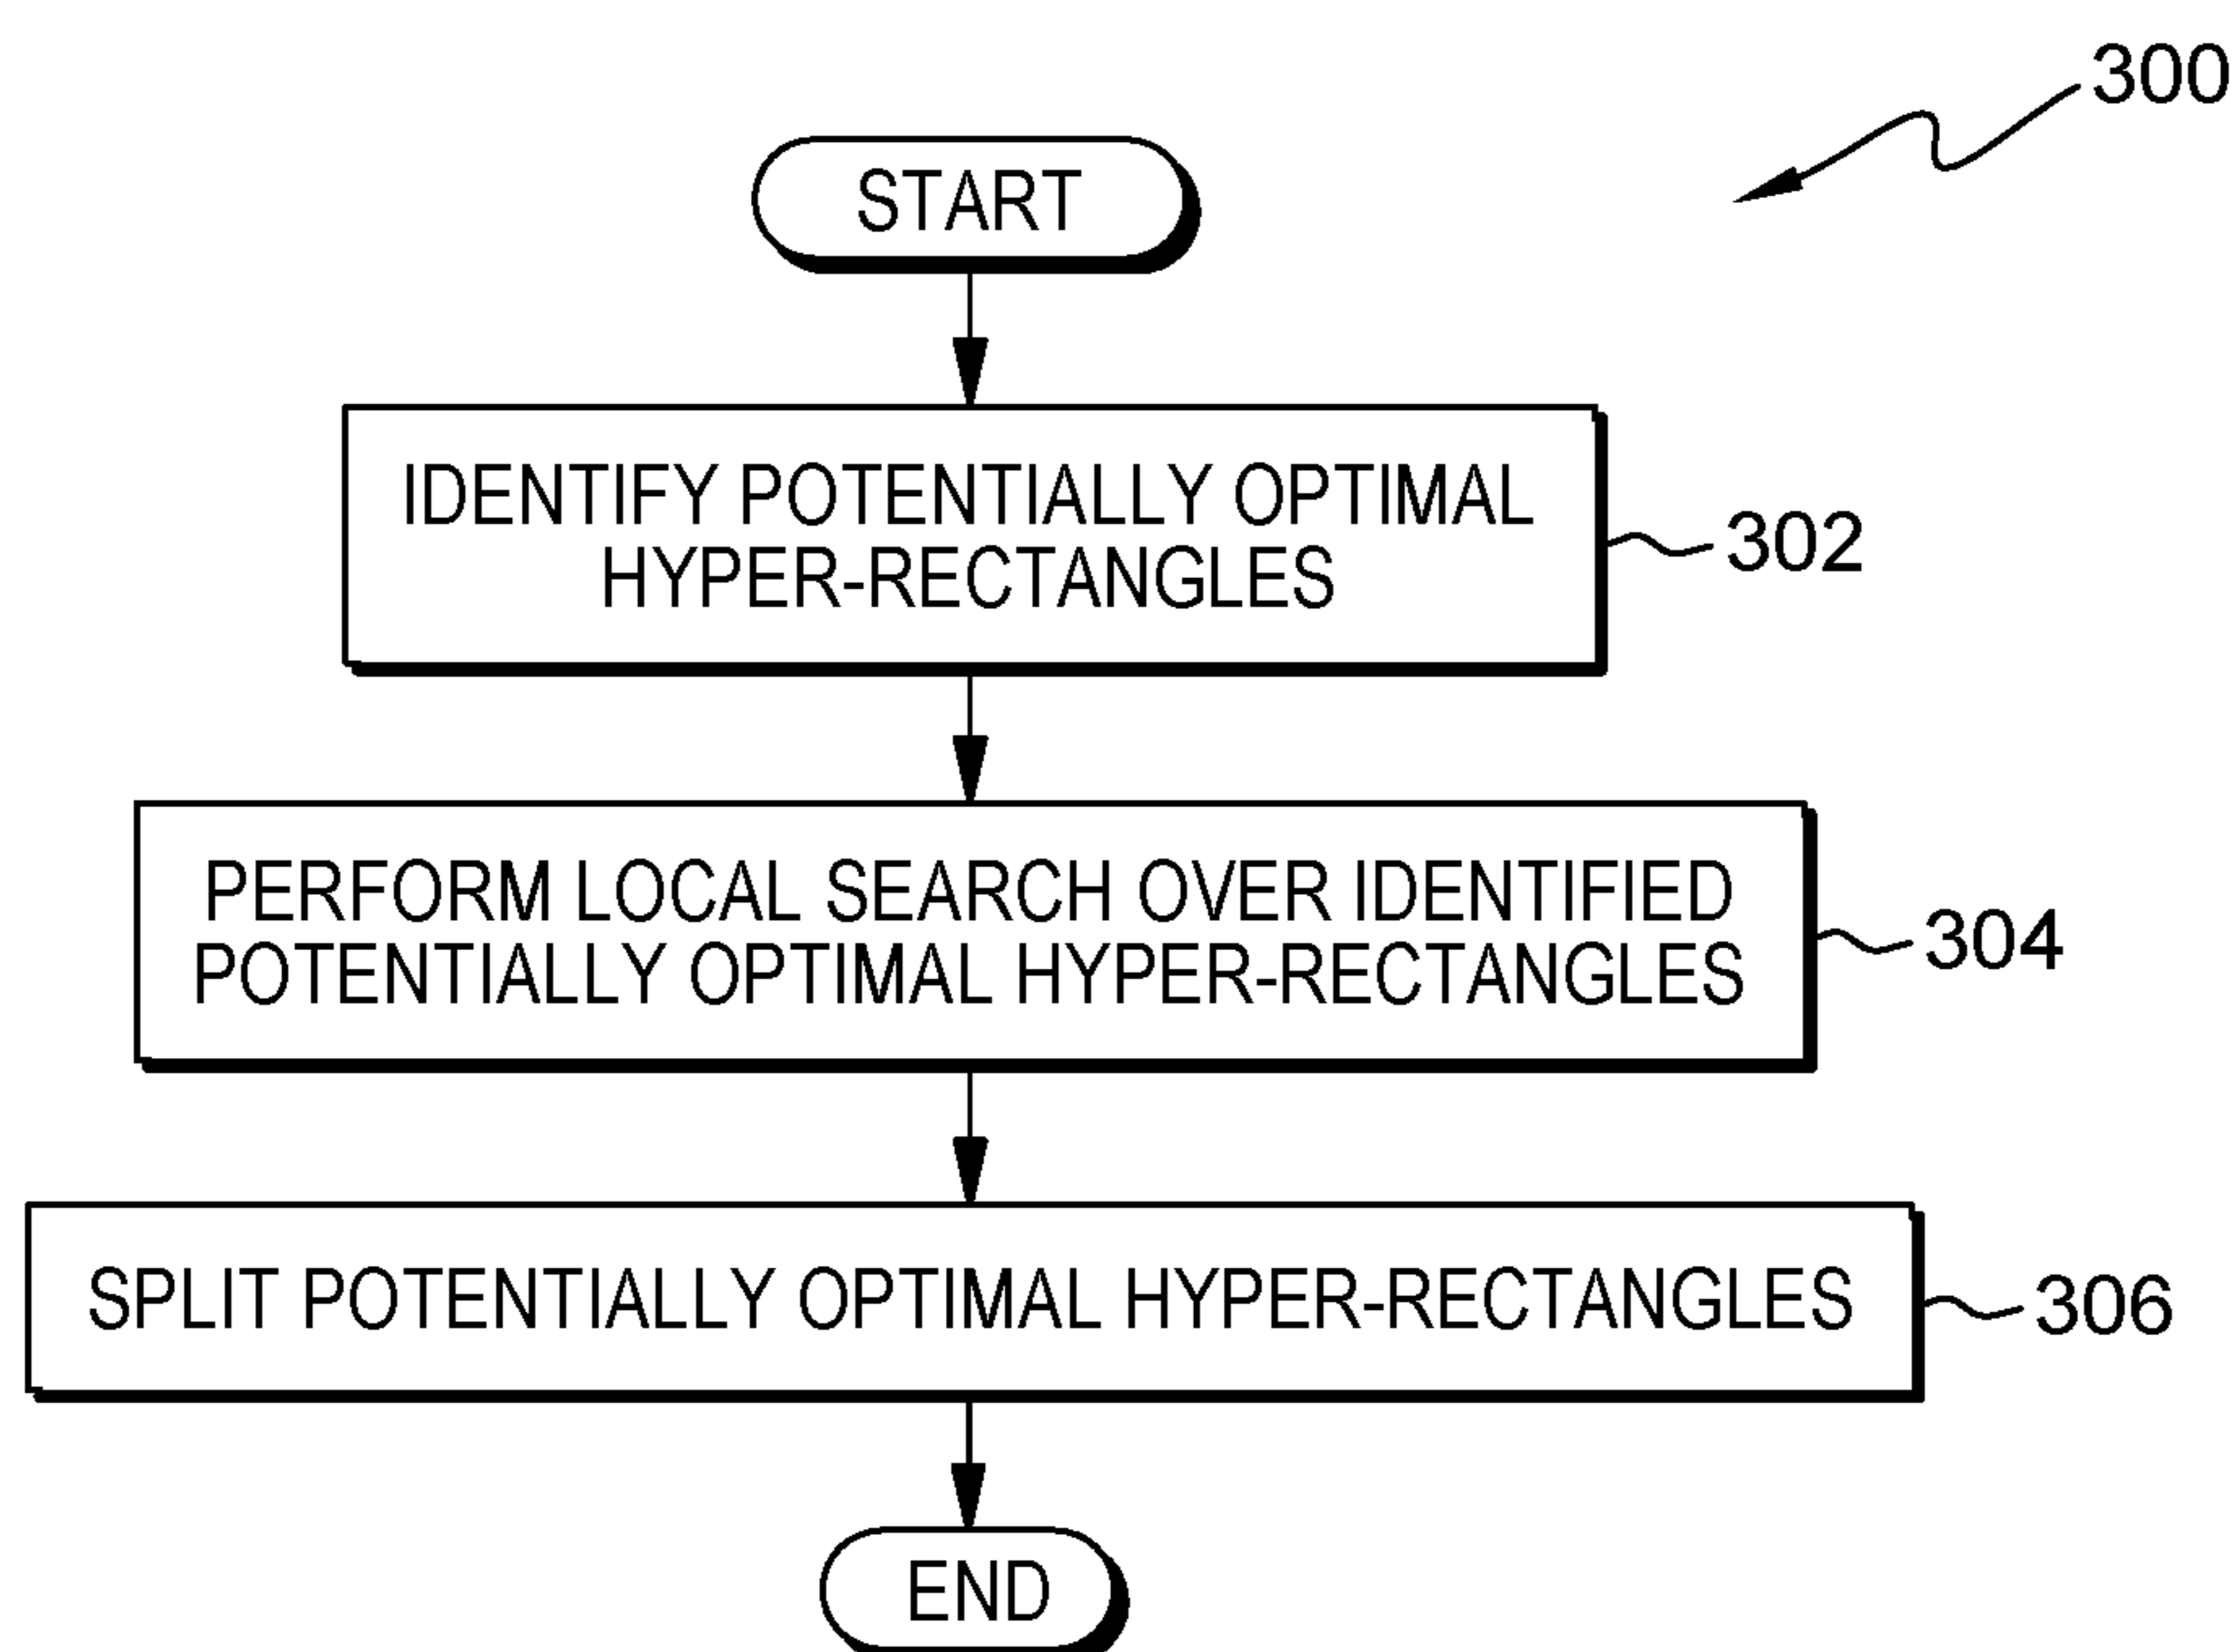 300
START
IDENTIFY POTENTIALLY OPTIMAL
HYPER-RECTANGLES
302
PERFORM LOCAL SEARCH OVER IDENTIFIED
POTENTIALLY OPTIMAL HYPER-RECTANGLES
304
SPLIT POTENTIALLY OPTIMAL HYPER-RECTANGLES
306
END